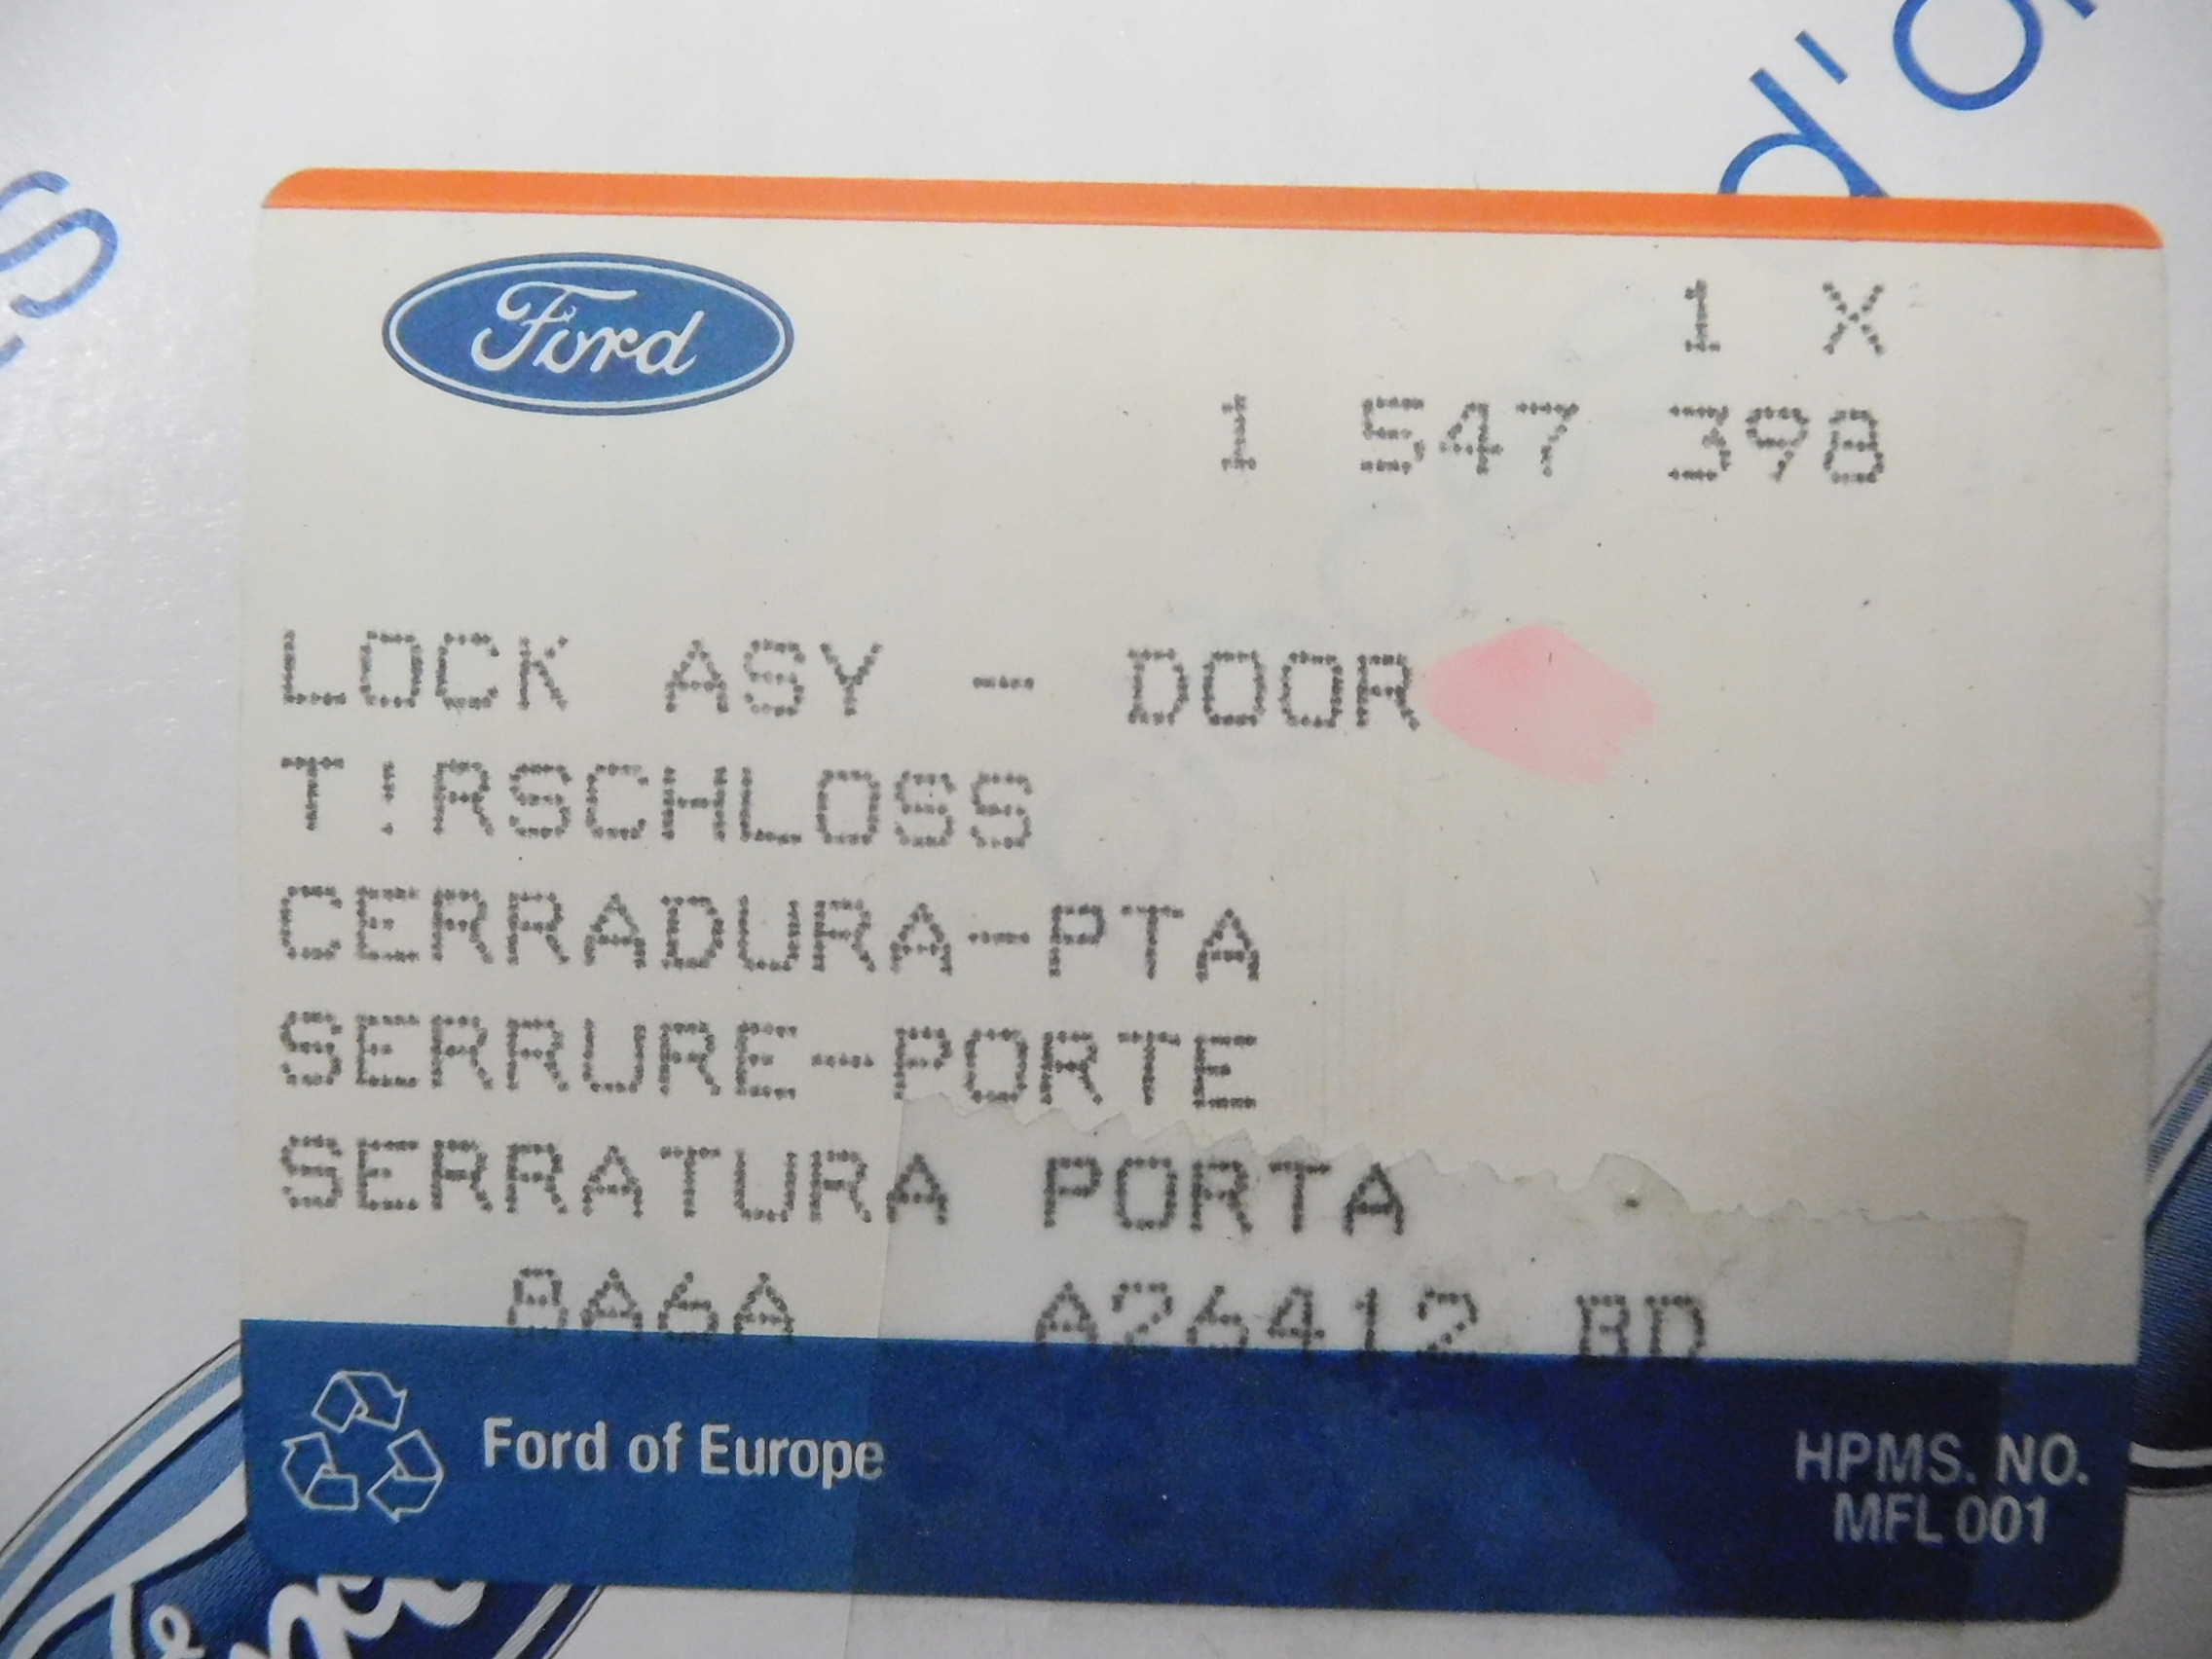 d'o
s
Ford
1 X
1 547 398
LOCK ASY - DOOR
T!RSCHLOSS
CERRADURA-PTA
SERRURE-PORTE
SERRATURA PORTA
8A6A A26412 BD
Ford of Europe
HPMS. NO.
MFL 001
Ford